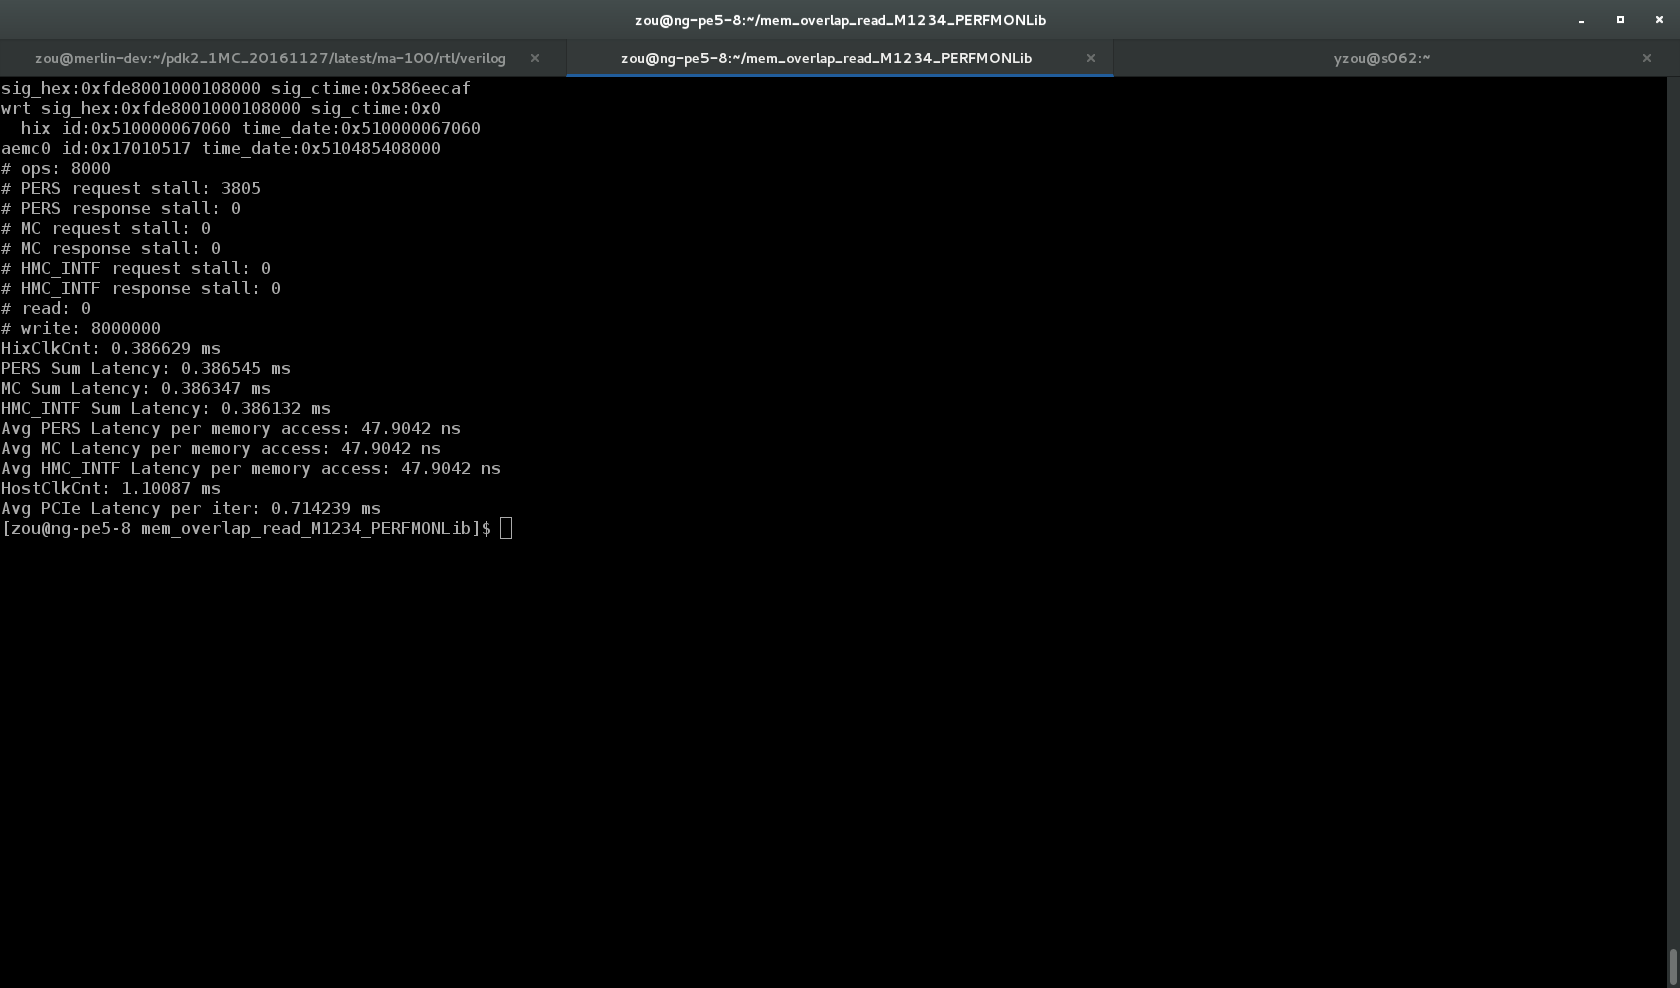 zou@ng-pe5-8:~/mem_overlap_read_M1234_PERFMONLib
zou@merlin-dev:~/pdk2_1MC_20161127/latest/ma-100/rtl/verilog
zou@ng-pe5-8:~/mem_overlap_read_M1234_PERFMONLib
yzou@s062:~
sig_hex:0xfde8001000108000 sig_ctime:0x586eecaf
wrt sig_hex:0xfde8001000108000 sig_ctime:0x0
  hix id:0x510000067060 time_date:0x510000067060
aemc0 id:0x17010517 time_date:0x510485408000
# ops: 8000
# PERS request stall: 3805
# PERS response stall: 0
# MC request stall: 0
# MC response stall: 0
# HMC_INTF request stall: 0
# HMC_INTF response stall: 0
# read: 0
# write: 8000000
HixClkCnt: 0.386629 ms
PERS Sum Latency: 0.386545 ms
MC Sum Latency: 0.386347 ms
HMC_INTF Sum Latency: 0.386132 ms
Avg PERS Latency per memory access: 47.9042 ns
Avg MC Latency per memory access: 47.9042 ns
Avg HMC_INTF Latency per memory access: 47.9042 ns
HostClkCnt: 1.10087 ms
Avg PCIe Latency per iter: 0.714239 ms
[zou@ng-pe5-8 mem_overlap_read_M1234_PERFMONLib]$